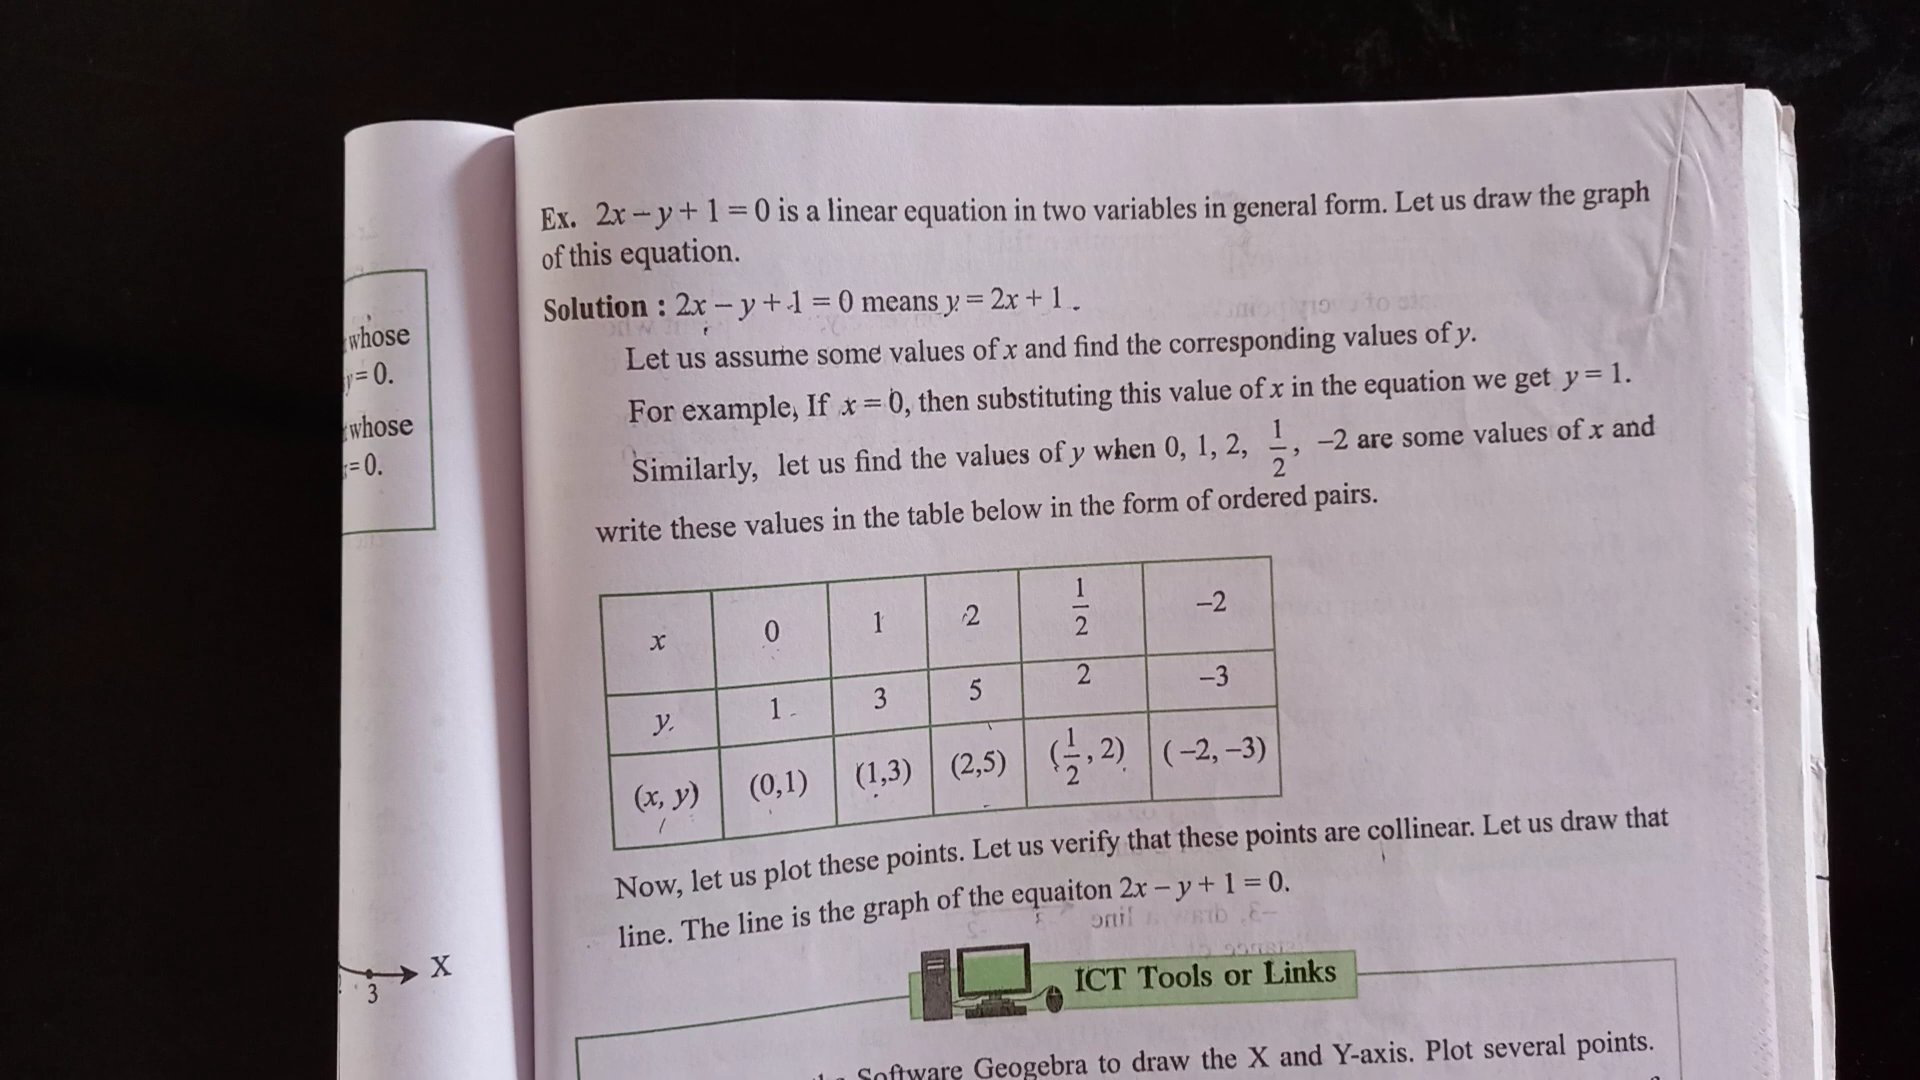 whose
y = 0.
whose
= 0.
X
3
Ex. 2x – y + 1 = 0 is a linear equation in two variables in general form. Let us draw the graph
of this equation.
Solution : 2x – y + 1 = 0 means y = 2x + 1 .
Let us assume some values of x and find the corresponding values of y.
For example, If x = 0, then substituting this value of x in the equation we get y = 1.
Similarly, let us find the values of y when 0, 1, 2, 1/2, –2 are some values of x and
write these values in the table below in the form of ordered pairs.
x 0 1 2 1/2 –2
y 1 3 5 2 –3
(x, y) (0,1) (1,3) (2,5) (1/2, 2) (–2, –3)
Now, let us plot these points. Let us verify that these points are collinear. Let us draw that
line. The line is the graph of the equaiton 2x – y + 1 = 0.
ICT Tools or Links
Software Geogebra to draw the X and Y-axis. Plot several points.